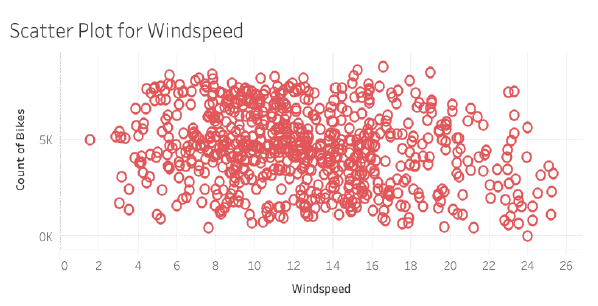 Scatter Plot for Windspeed
Count of Bikes
5K
0K
0 2 4 6 8 10 12 14 16 18 20 22 24 26
Windspeed